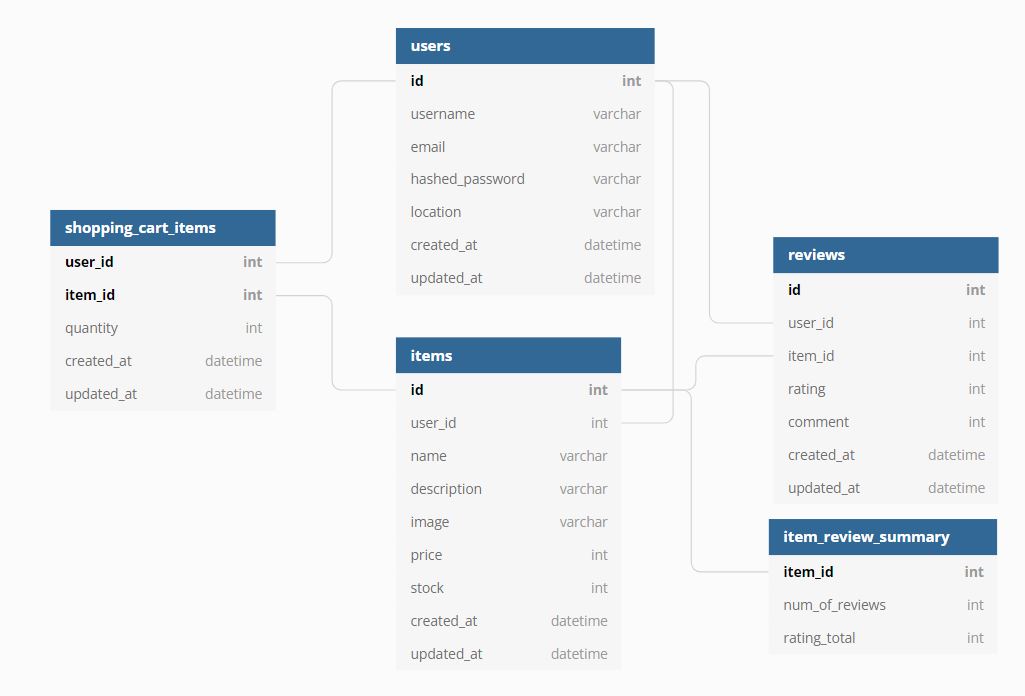 users
id int
username varchar
email varchar
hashed_password varchar
location varchar
created_at datetime
updated_at datetime
shopping_cart_items
user_id int
item_id int
quantity int
created_at datetime
updated_at datetime
items
id int
user_id int
name varchar
description varchar
image varchar
price int
stock int
created_at datetime
updated_at datetime
reviews
id int
user_id int
item_id int
rating int
comment int
created_at datetime
updated_at datetime
item_review_summary
item_id int
num_of_reviews int
rating_total int